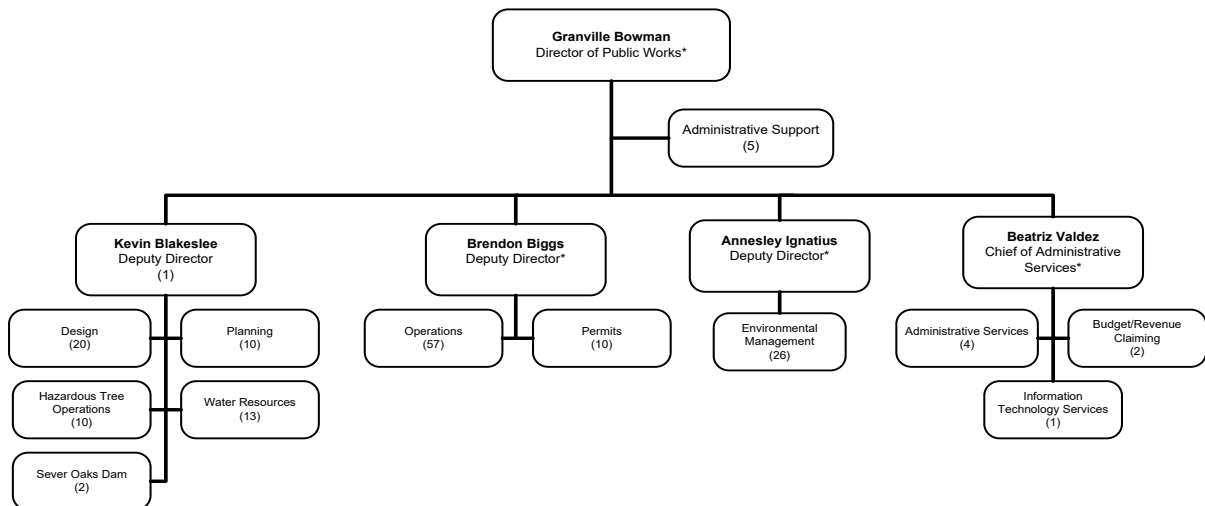 Granville Bowman
Director of Public Works*
Administrative Support
(5)
Kevin Blakeslee
Deputy Director
(1)
Brendon Biggs
Deputy Director*
Annesley Ignatius
Deputy Director*
Beatriz Valdez
Chief of Administrative
Services*
Design
(20)
Planning
(10)
Operations
(57)
Permits
(10)
Environmental
Management
(26)
Administrative Services
(4)
Budget/Revenue
Claiming
(2)
Hazardous Tree
Operations
(10)
Water Resources
(13)
Information
Technology Services
(1)
Sever Oaks Dam
(2)